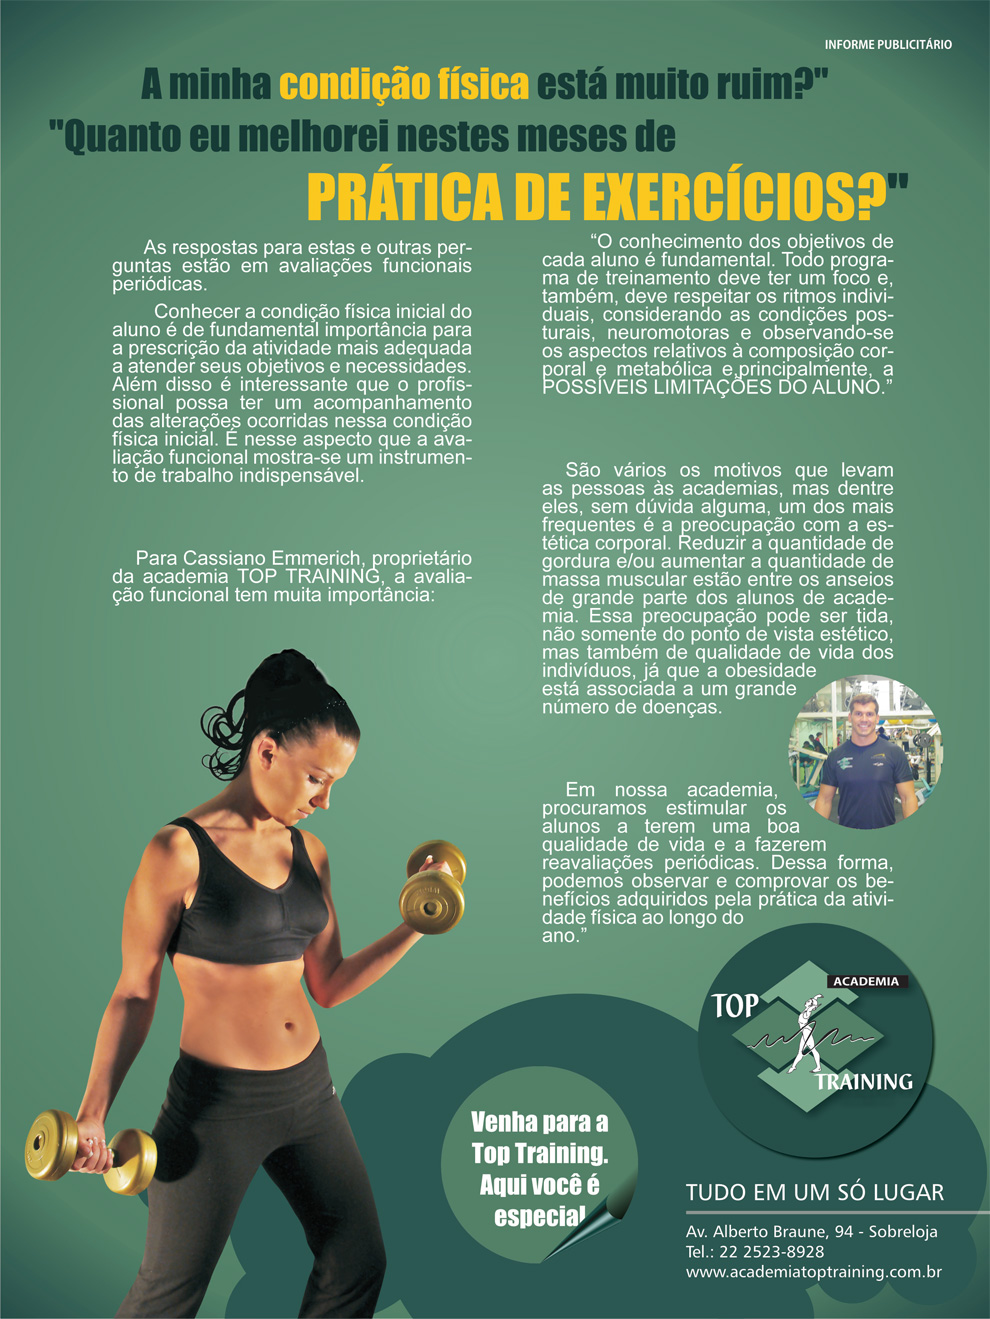 INFORME PUBLICITÁRIO
A minha condição física está muito ruim?"
"Quanto eu melhorei nestes meses de
PRÁTICA DE EXERCÍCIOS?"
As respostas para estas e outras per-
guntas estão em avaliações funcionais
periódicas.
Conhecer a condição física inicial do
aluno é de fundamental importância para
a prescrição da atividade mais adequada
a atender seus objetivos e necessidades.
Além disso é interessante que o profis-
sional possa ter um acompanhamento
das alterações ocorridas nessa condição
física inicial. É nesse aspecto que a ava-
liação funcional mostra-se um instrumen-
to de trabalho indispensável.
Para Cassiano Emmerich, proprietário
da academia TOP TRAINING, a avalia-
ção funcional tem muita importância:
“O conhecimento dos objetivos de
cada aluno é fundamental. Todo progra-
ma de treinamento deve ter um foco e,
também, deve respeitar os ritmos indivi-
duais, considerando as condições pos-
turais, neuromotoras e observando-se
os aspectos relativos à composição cor-
poral e metabólica e,principalmente, a
POSSÍVEIS LIMITAÇÕES DO ALUNO.”
São vários os motivos que levam
as pessoas às academias, mas dentre
eles, sem dúvida alguma, um dos mais
frequentes é a preocupação com a es-
tética corporal. Reduzir a quantidade de
gordura e/ou aumentar a quantidade de
massa muscular estão entre os anseios
de grande parte dos alunos de acade-
mia. Essa preocupação pode ser tida,
não somente do ponto de vista estético,
mas também de qualidade de vida dos
indivíduos, já que a obesidade
está associada a um grande
número de doenças.
Em nossa academia,
procuramos estimular os
alunos a terem uma boa
qualidade de vida e a fazerem
reavaliações periódicas. Dessa forma,
podemos observar e comprovar os be-
nefícios adquiridos pela prática da ativi-
dade física ao longo do
ano.”
ACADEMIA
TOP
TRAINING
Venha para a
Top Training.
Aqui você é
especial
TUDO EM UM SÓ LUGAR
Av. Alberto Braune, 94 - Sobreloja
Tel.: 22 2523-8928
www.academiatoptraining.com.br